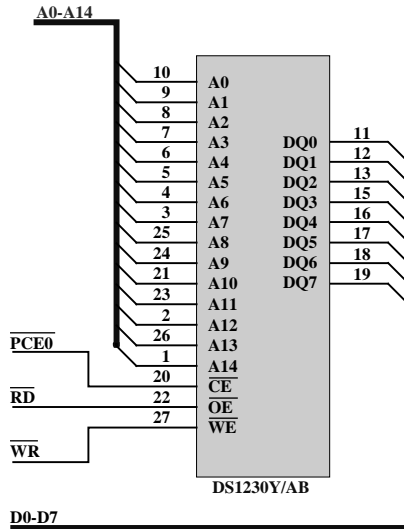 A0-A14
10 A0
9 A1
8 A2
7 A3 DQ0 11
6 A4 DQ1 12
5 A5 DQ2 13
4 A6 DQ3 15
3 A7 DQ4 16
25 A8 DQ5 17
24 A9 DQ6 18
21 A10 DQ7 19
23 A11
2 A12
26 A13
1 A14
PCE0
20 CE
RD 22 OE
27 WE
WR
DS1230Y/AB
D0-D7